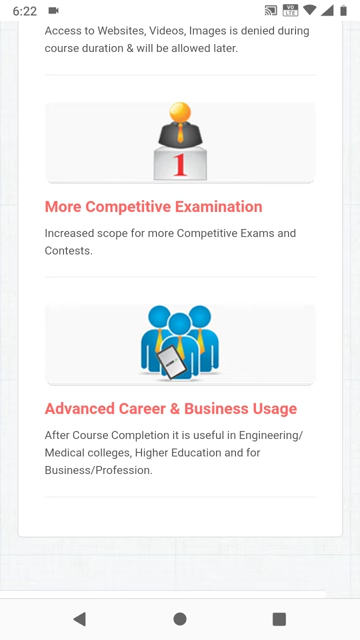 6:22
VO
LTE
Access to Websites, Videos, Images is denied during
course duration & will be allowed later.
1
More Competitive Examination
Increased scope for more Competitive Exams and
Contests.
Advanced Career & Business Usage
After Course Completion it is useful in Engineering/
Medical colleges, Higher Education and for
Business/Profession.